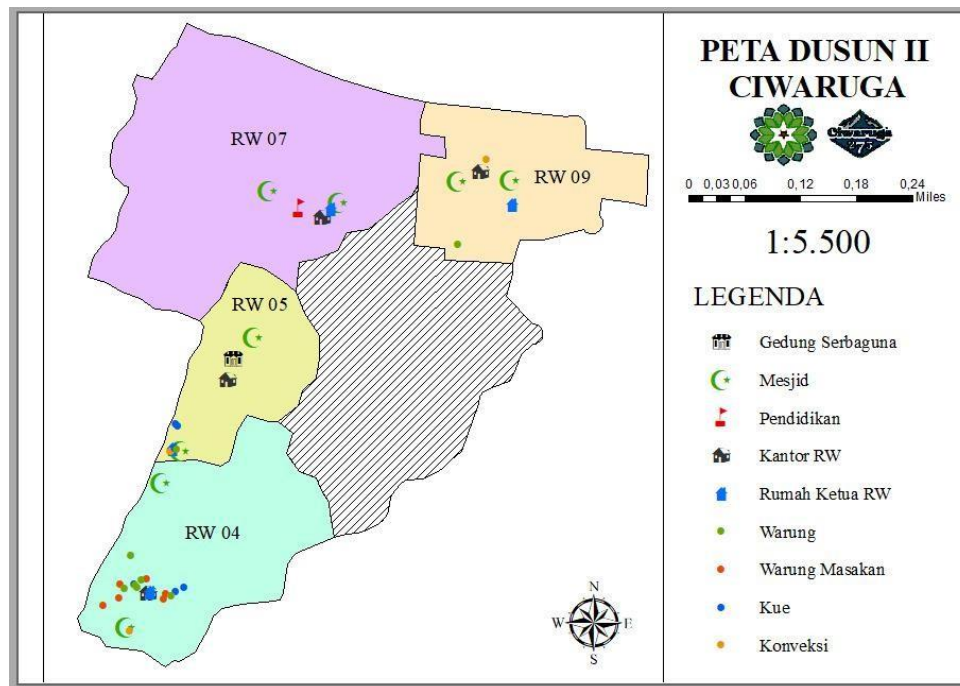 PETA DUSUN II
CIWARUGA
Ciwaruga
275
0 0,03 0,06 0,12 0,18 0,24
Miles
1:5.500
LEGENDA
Gedung Serbaguna
Mesjid
Pendidikan
Kantor RW
Rumah Ketua RW
Warung
Warung Masakan
Kue
Konveksi
RW 07
RW 09
RW 05
RW 04
N
W E
S